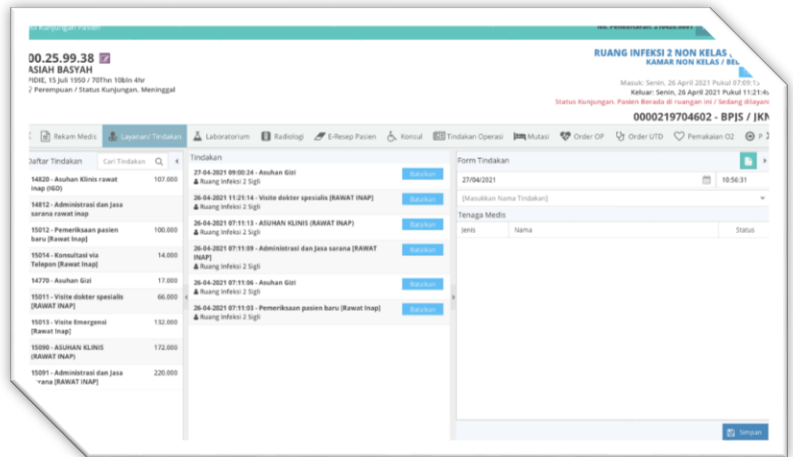 Kunjungan Pasien
00.25.99.38
ASIAH BASYAH
PIDIE, 15 Juli 1950 / 70Thn 10bln 4hr
Perempuan / Status Kunjungan. Meninggal
RUANG INFEKSI 2 NON KELAS
KAMAR NON KELAS /
Masuk: Senin, 26 April 2021 Pukul 07:09:1
Keluar: Senin, 26 April 2021 Pukul 11:21:4
Status Kunjungan. Pasien Berada di ruangan ini / Sedang dilayan
0000219704602 - BPJS / JKN
Rekam Medis
Layanan/ Tindakan
Laboratorium
Radiologi
E-Resep Pasien
Konsul
Tindakan Operasi
Mutasi
Order OP
Order UTD
Pemakaian O2
P
Daftar Tindakan
Cari Tindakan
14820 - Asuhan Klinis rawat 107.000
inap (IGD)
14812 - Administrasi dan Jasa
sarana rawat inap
15012 - Pemeriksaan pasien 100.000
baru [Rawat Inap]
15014 - Konsultasi via 14.000
Telepon [Rawat Inap]
14770 - Asuhan Gizi 17.000
15011 - Visite dokter spesialis 66.000
[RAWAT INAP]
15013 - Visite Emergensi 132.000
[Rawat Inap]
15090 - ASUHAN KLINIS 172.000
(RAWAT INAP)
15091 - Administrasi dan Jasa 220.000
rana [RAWAT INAP]
Tindakan
27-04-2021 09:00:24 - Asuhan Gizi
Ruang Infeksi 2 Sigli
Batalkan
26-04-2021 11:21:14 - Visite dokter spesialis [RAWAT INAP]
Ruang Infeksi 2 Sigli
Batalkan
26-04-2021 07:11:13 - ASUHAN KLINIS (RAWAT INAP)
Ruang Infeksi 2 Sigli
Batalkan
26-04-2021 07:11:09 - Administrasi dan Jasa sarana [RAWAT
INAP]
Ruang Infeksi 2 Sigli
Batalkan
26-04-2021 07:11:06 - Asuhan Gizi
Ruang Infeksi 2 Sigli
Batalkan
26-04-2021 07:11:03 - Pemeriksaan pasien baru [Rawat Inap]
Ruang Infeksi 2 Sigli
Batalkan
Form Tindakan
27/04/2021
10:56:31
[Masukkan Nama Tindakan]
Tenaga Medis
Jenis Nama Status
Simpan